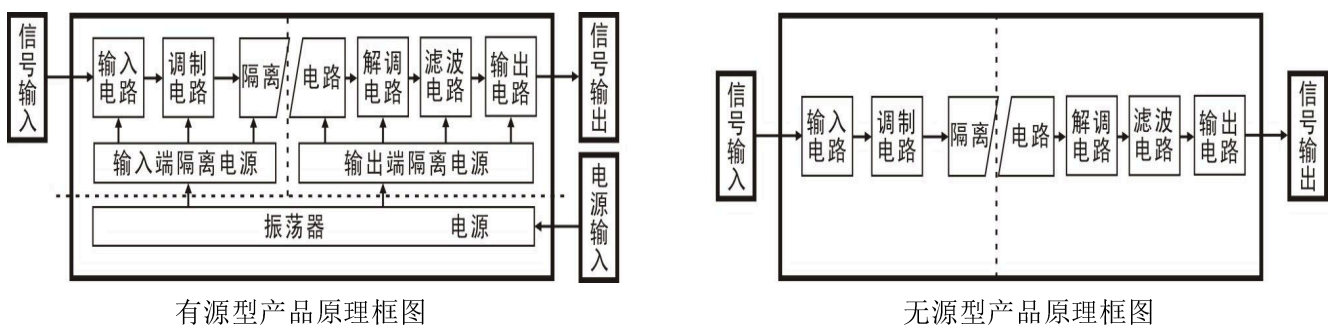 信号输入
输入电路
调制电路
隔离
电路
解调电路
滤波电路
输出电路
信号输出
输入端隔离电源
输出端隔离电源
振荡器 电源
电源输入
有源型产品原理框图
信号输入
输入电路
调制电路
隔离
电路
解调电路
滤波电路
输出电路
信号输出
无源型产品原理框图